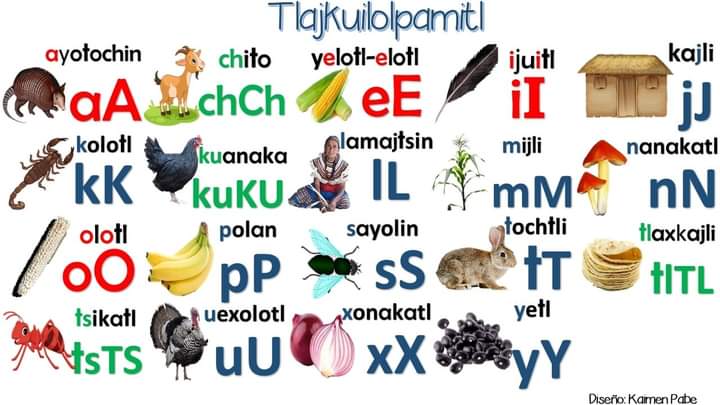 Tlajkuilolpamitl
ayotochin
aA
chito
chCh
yelotl-elotl
eE
ijuitl
iI
kajli
jJ
kolotl
kK
kuanaka
kuKU
lamajtsin
lL
mijli
mM
nanakatl
nN
olotl
oO
polan
pP
sayolin
sS
tochtli
tT
tlaxkajli
tlTL
tsikatl
tsTS
uexolotl
uU
xonakatl
xX
yetl
yY
Diseño: Kaimen Pabe